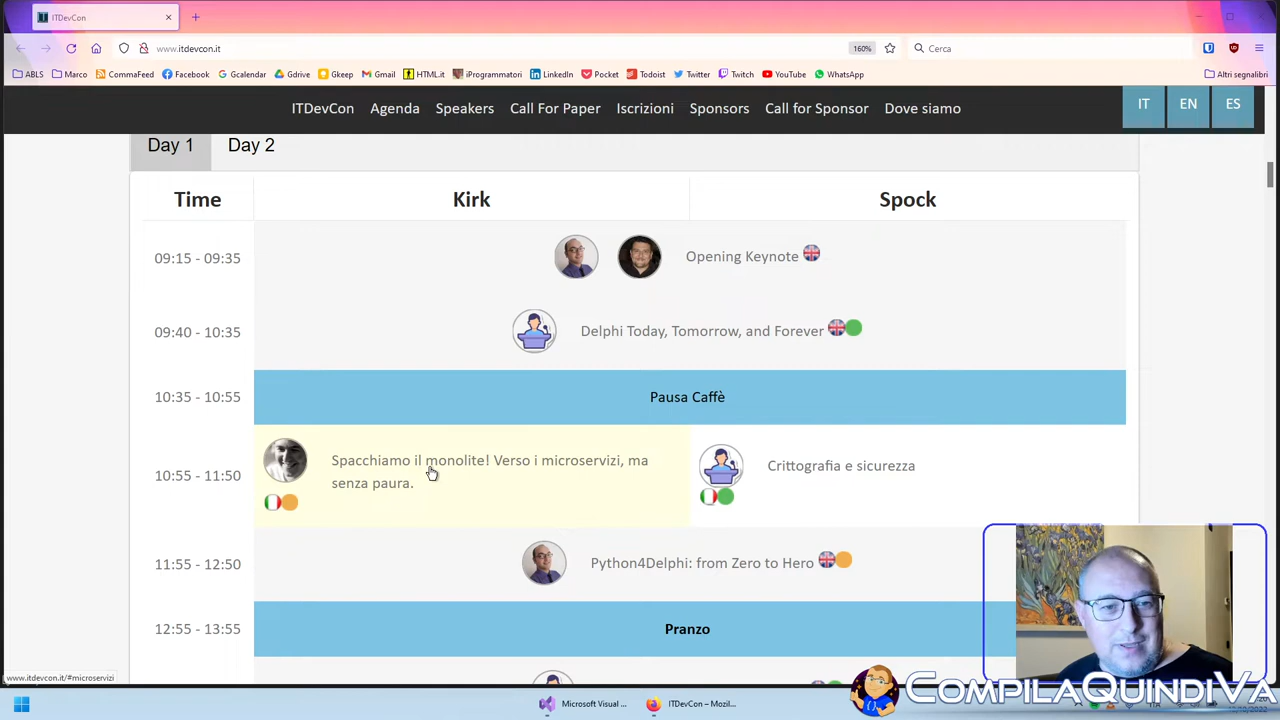 ITDevCon
www.itdevcon.it
160%
Cerca
ABLS
Marco
CommaFeed
Facebook
Gcalendar
Gdrive
Gkeep
Gmail
HTML.it
iProgrammatori
LinkedIn
Pocket
Todoist
Twitter
Twitch
YouTube
WhatsApp
Altri segnalibri
ITDevCon
Agenda
Speakers
Call For Paper
Iscrizioni
Sponsors
Call for Sponsor
Dove siamo
IT
EN
ES
Day 1
Day 2
Time
Kirk
Spock
09:15 - 09:35
Opening Keynote
09:40 - 10:35
Delphi Today, Tomorrow, and Forever
10:35 - 10:55
Pausa Caffè
10:55 - 11:50
Spacchiamo il monolite! Verso i microservizi, ma
senza paura.
Crittografia e sicurezza
11:55 - 12:50
Python4Delphi: from Zero to Hero
12:55 - 13:55
Pranzo
www.itdevcon.it/#microservizi
Microsoft Visual ...
ITDevCon – Mozil...
CompilaQuindiVa